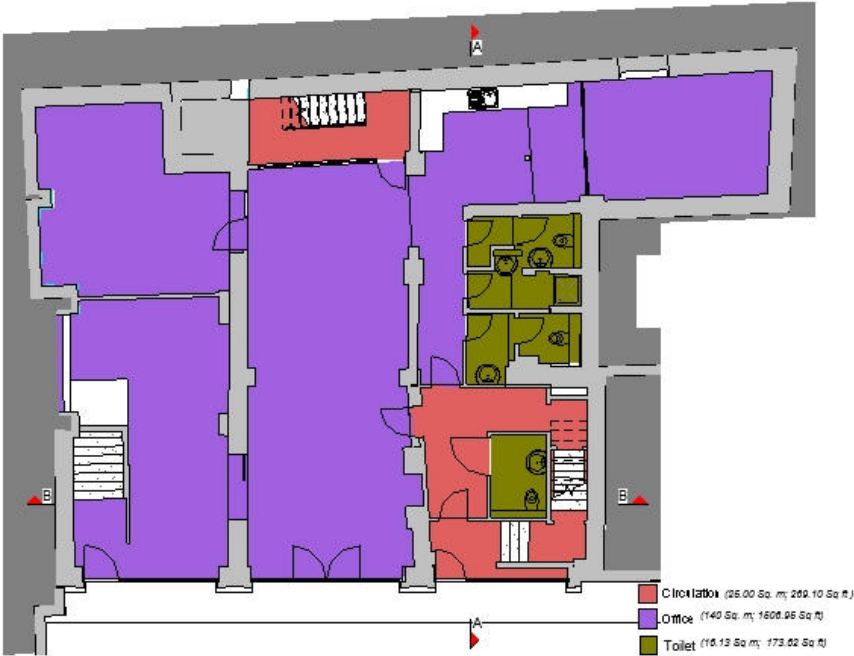 A
B
B
Circulation (25.00 Sq. m; 269.10 Sq ft)
Office (140 Sq. m; 1506.95 Sq ft)
A
Toilet (16.13 Sq m; 173.62 Sq ft)